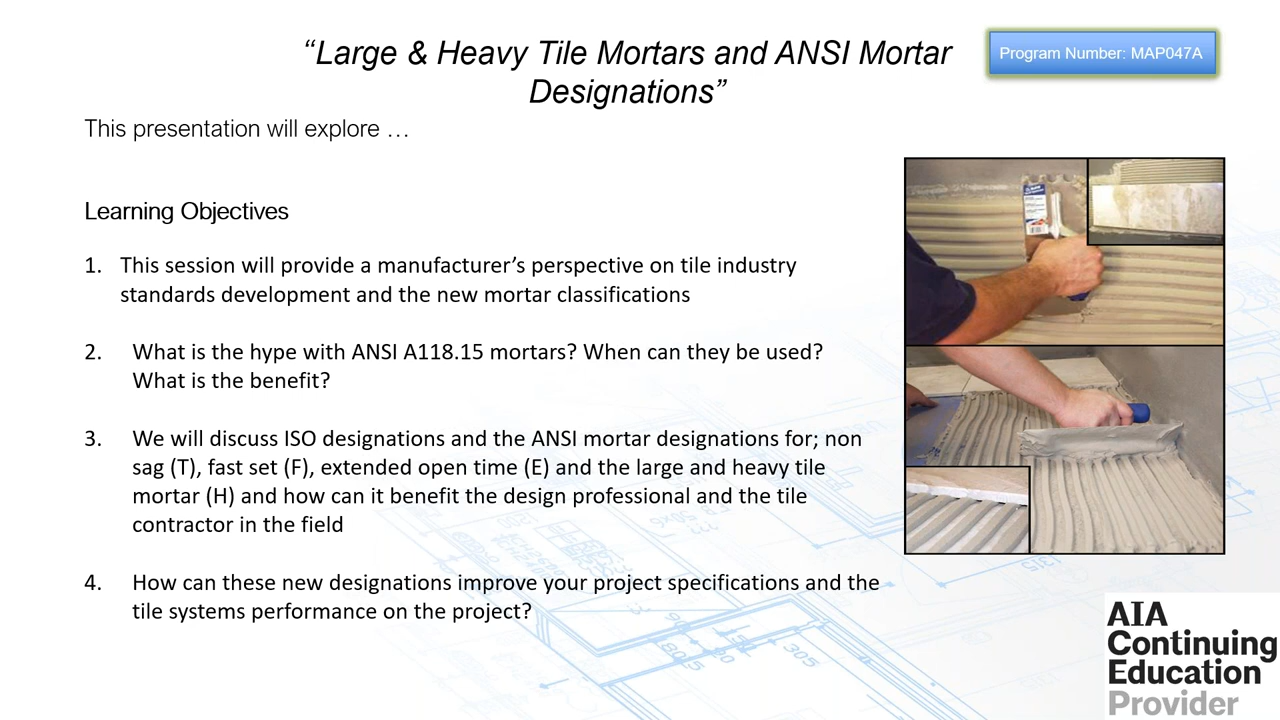 “Large & Heavy Tile Mortars and ANSI Mortar
Designations”
Program Number: MAP047A
This presentation will explore …
Learning Objectives
1. This session will provide a manufacturer’s perspective on tile industry
standards development and the new mortar classifications
2. What is the hype with ANSI A118.15 mortars? When can they be used?
What is the benefit?
3. We will discuss ISO designations and the ANSI mortar designations for; non
sag (T), fast set (F), extended open time (E) and the large and heavy tile
mortar (H) and how can it benefit the design professional and the tile
contractor in the field
4. How can these new designations improve your project specifications and the
tile systems performance on the project?
AIA
Continuing
Education
Provider
1315
305